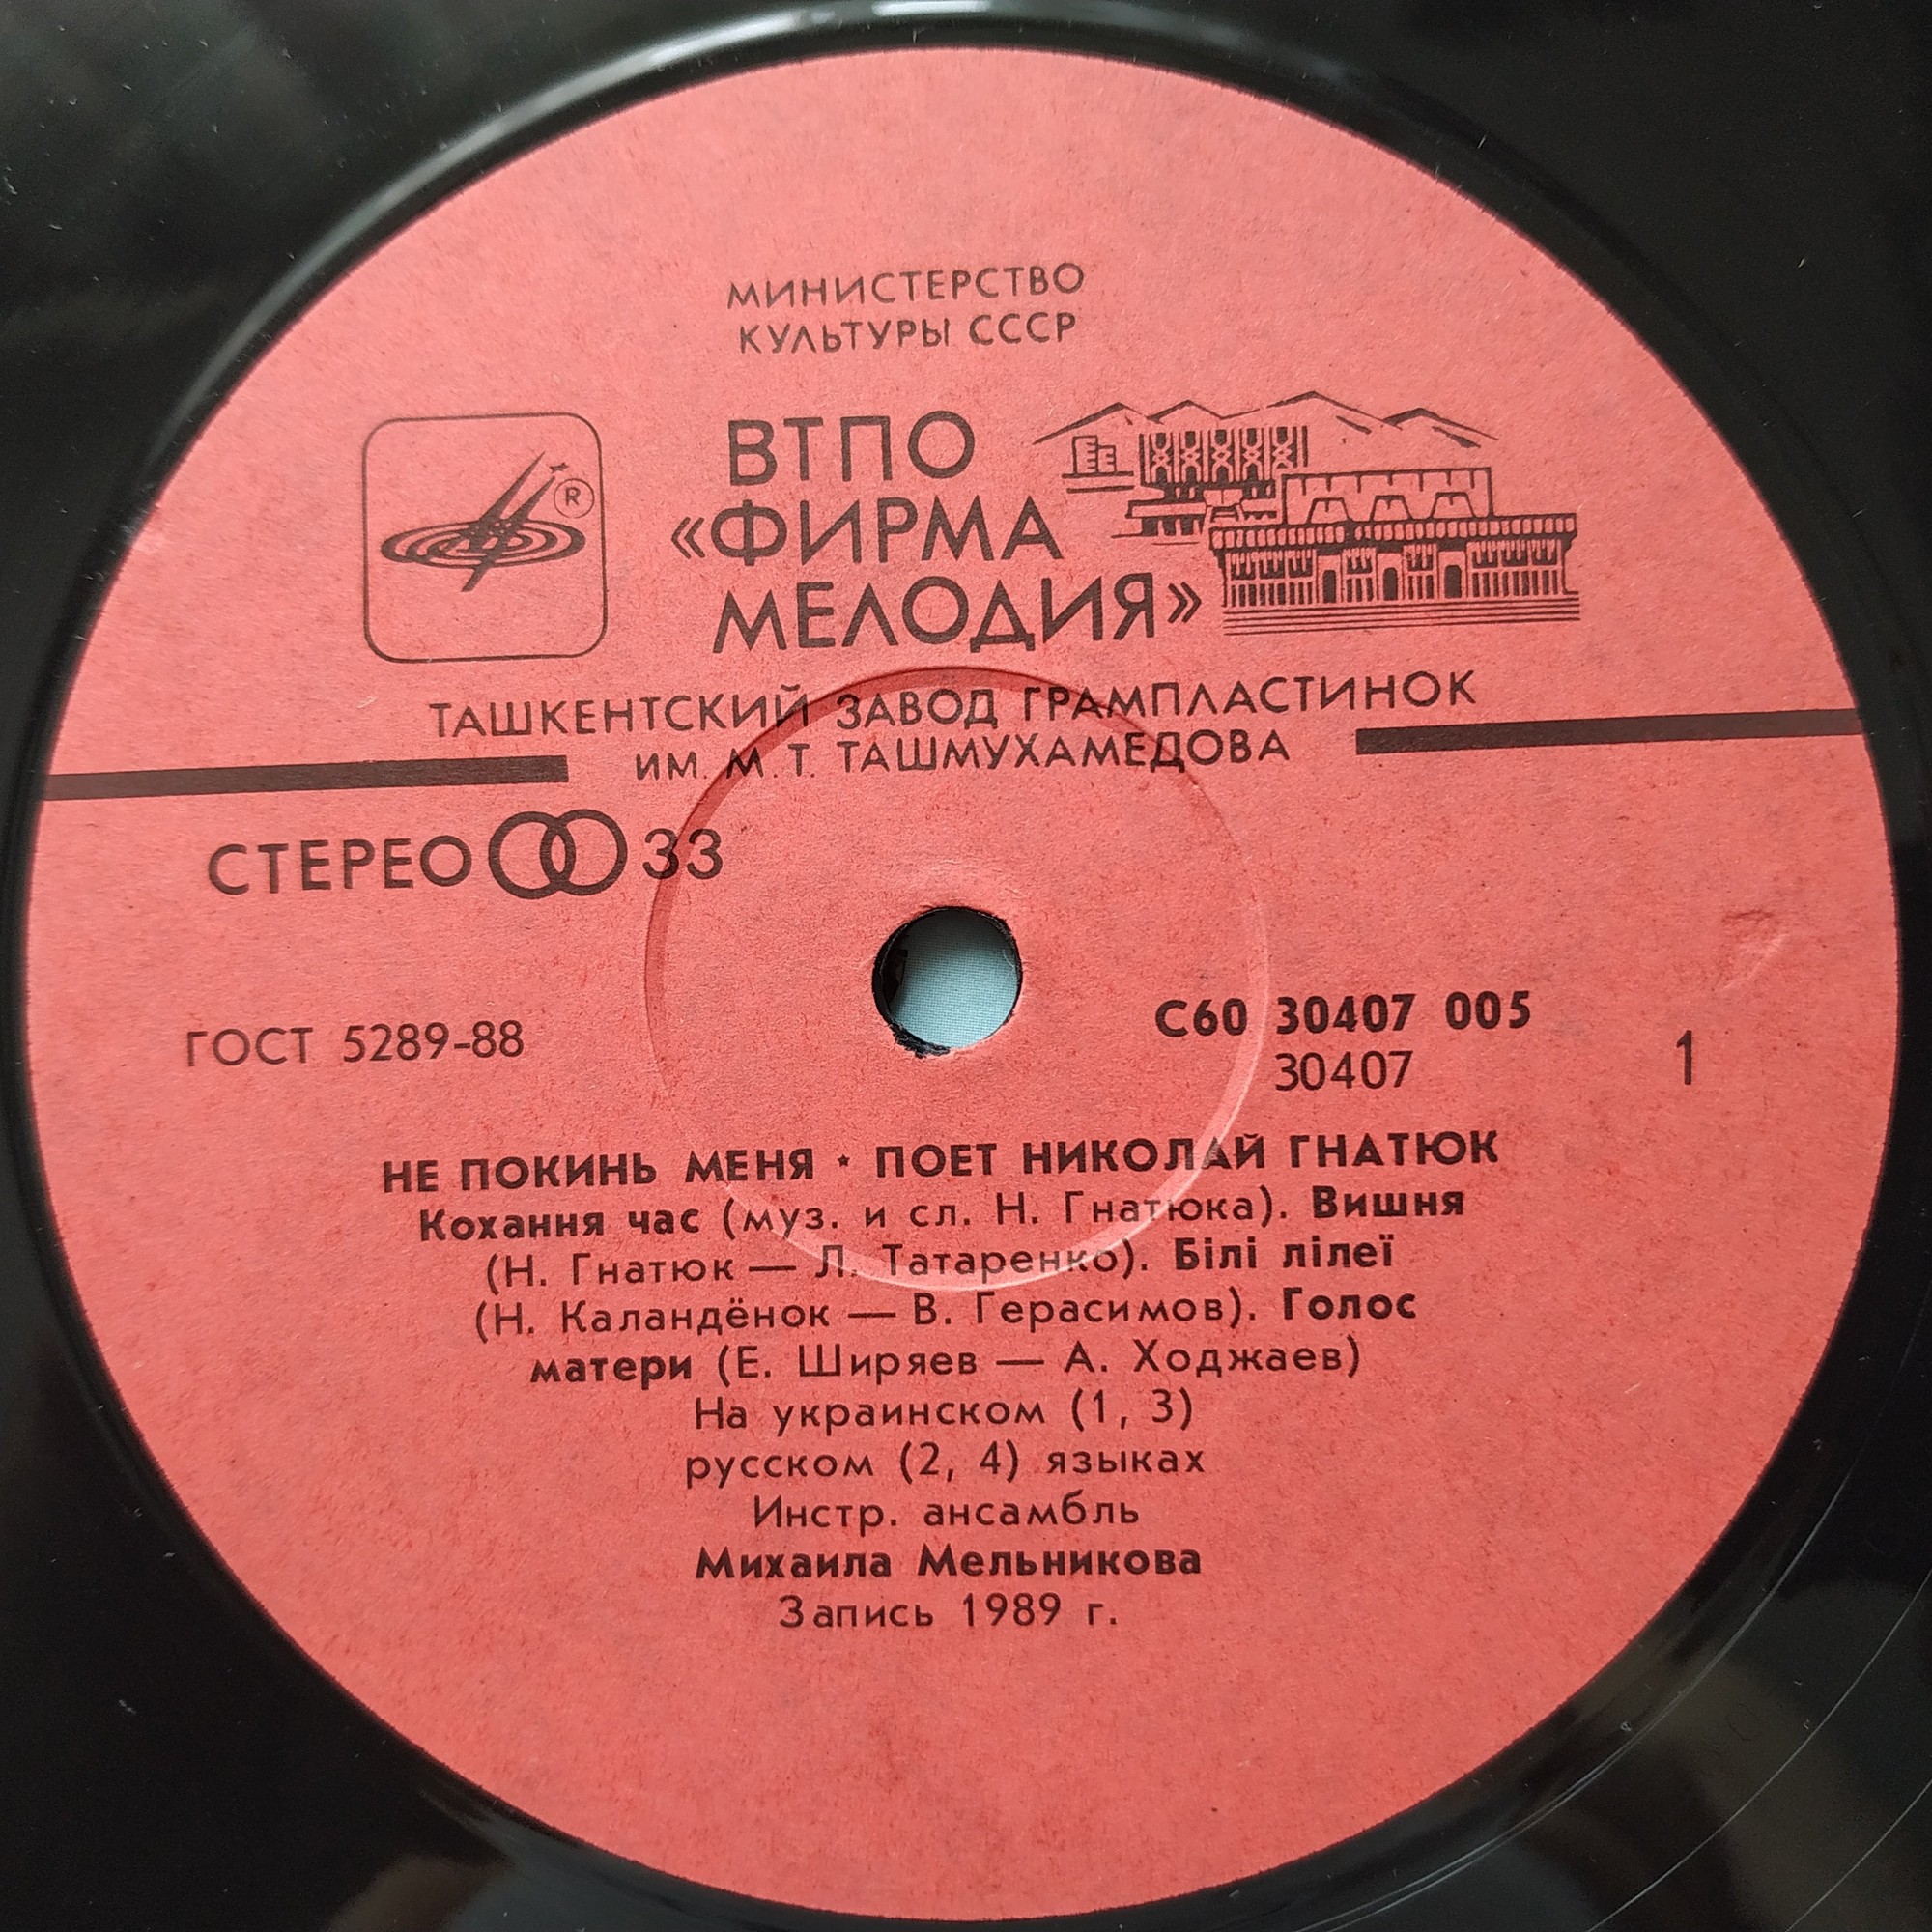 МИНИСТЕРСТВО
КУЛЬТУРЫ СССР
ВТПО
«ФИРМА
МЕЛОДИЯ»
®
ТАШКЕНТСКИЙ ЗАВОД ГРАМПЛАСТИНОК
ИМ. М. Т. ТАШМУХАМЕДОВА
СТЕРЕО 33
ГОСТ 5289-88
С60 30407 005
30407
1
НЕ ПОКИНЬ МЕНЯ * ПОЕТ НИКОЛАЙ ГНАТЮК
Кохання час (муз. и сл. Н. Гнатюка). Вишня
(Н. Гнатюк — Л. Татаренко). Білі лілеї
(Н. Каландёнок — В. Герасимов). Голос
матери (Е. Ширяев — А. Ходжаев)
На украинском (1, 3)
русском (2, 4) языках
Инстр. ансамбль
Михаила Мельникова
Запись 1989 г.